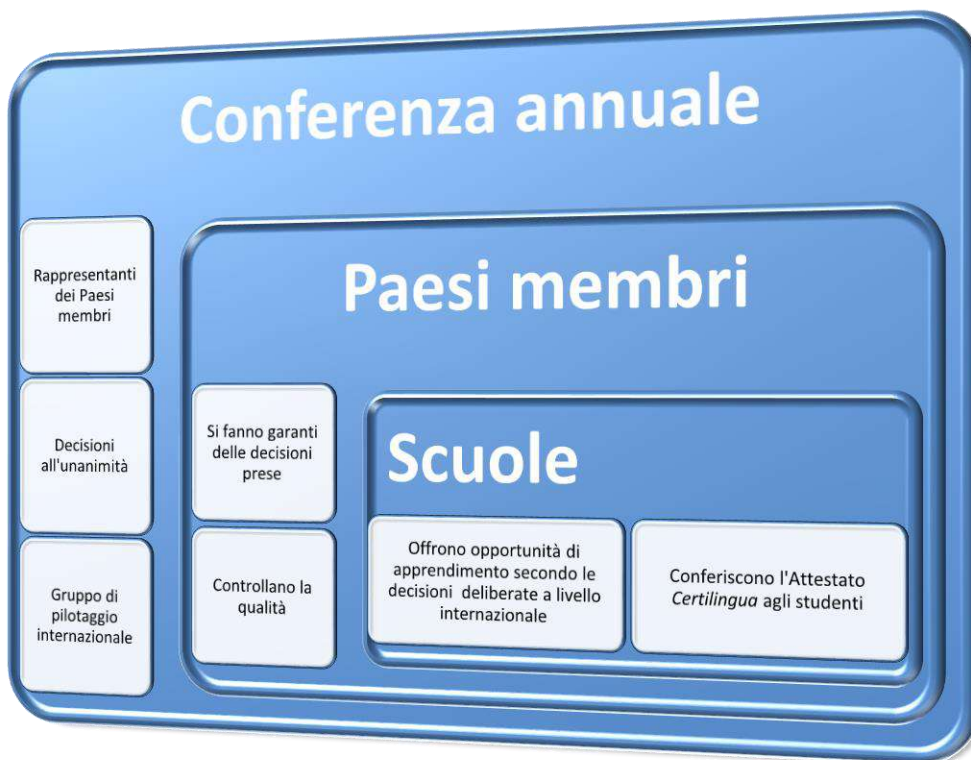 Conferenza annuale
Rappresentanti
dei Paesi
membri
Decisioni
all'unanimità
Gruppo di
pilotaggio
internazionale
Paesi membri
Si fanno garanti
delle decisioni
prese
Controllano la
qualità
Scuole
Offrono opportunità di
apprendimento secondo le
decisioni deliberate a livello
internazionale
Conferiscono l'Attestato
Certilingua agli studenti